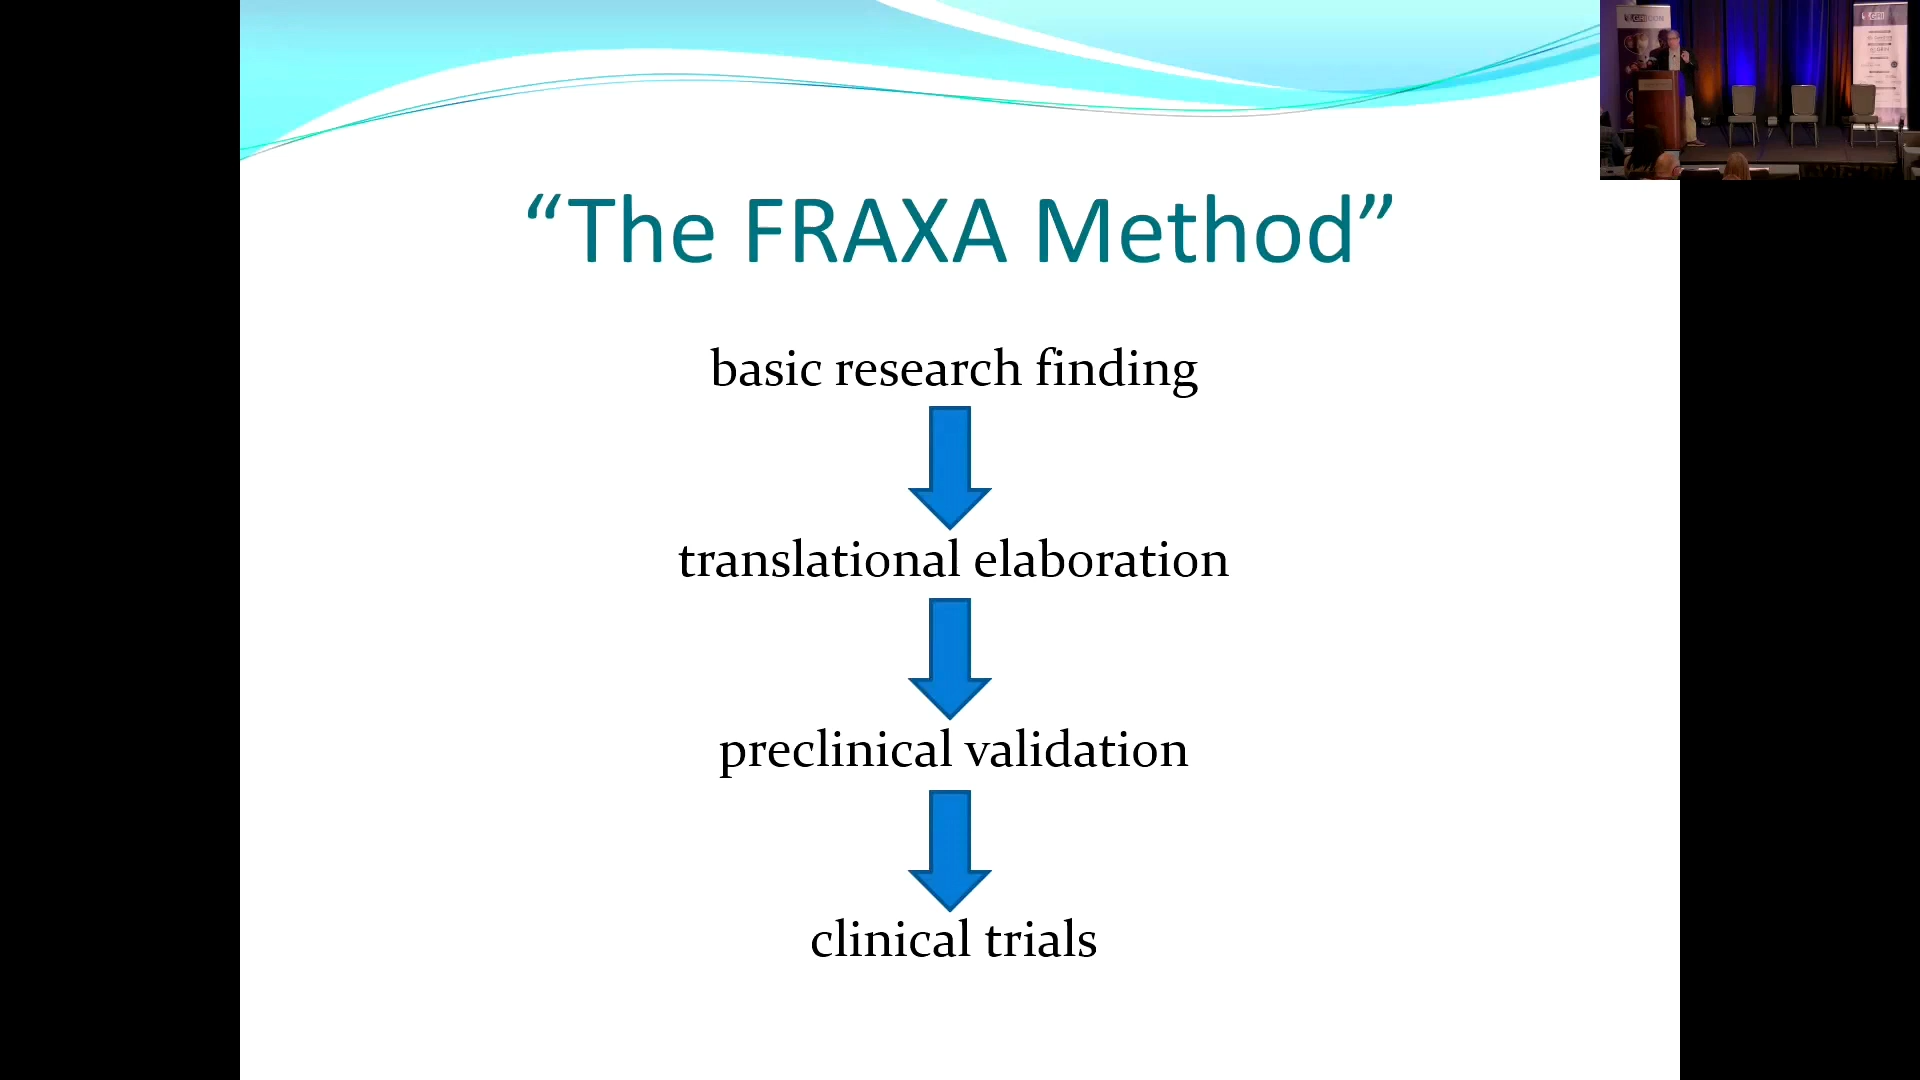 “The FRAXA Method”
basic research finding
translational elaboration
preclinical validation
clinical trials